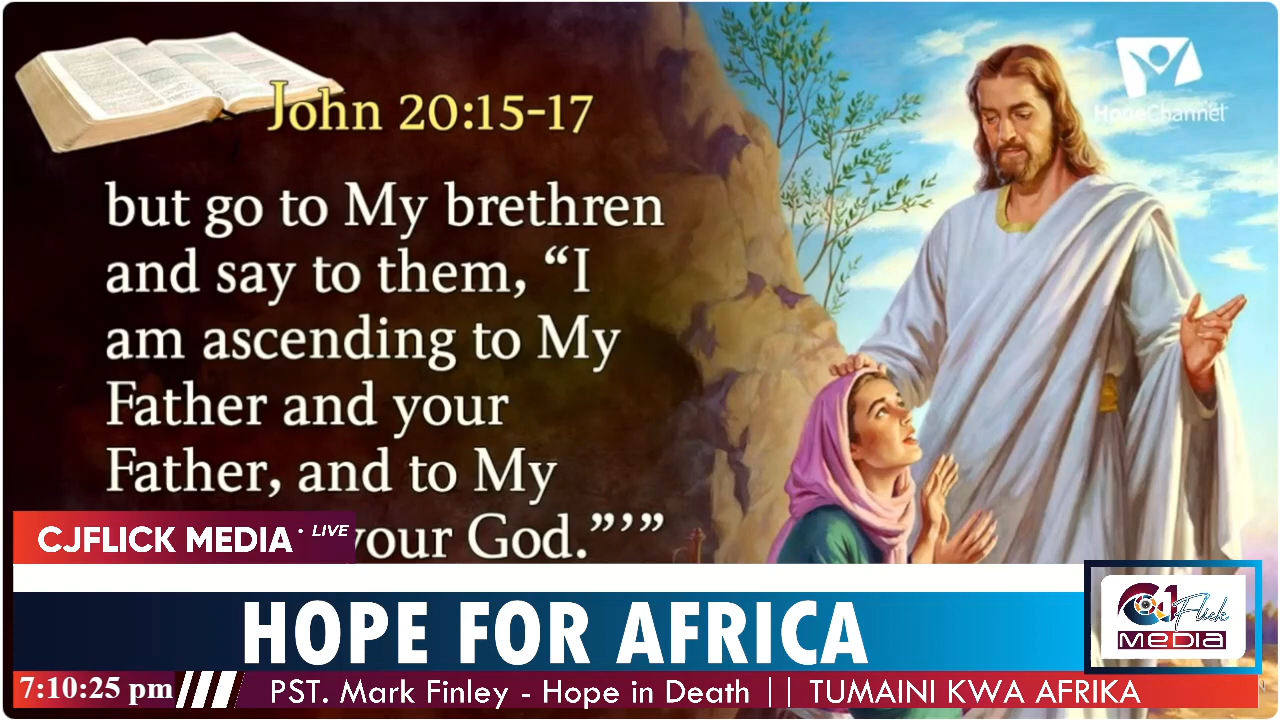 John 20:15-17
HopeChannel
but go to My brethren
and say to them, “I
am ascending to My
Father and your
Father, and to My
your God.”’”
CJFLICK MEDIA • LIVE
HOPE FOR AFRICA
Flick
MEDIA
7:10:25 pm
PST. Mark Finley - Hope in Death || TUMAINI KWA AFRIKA